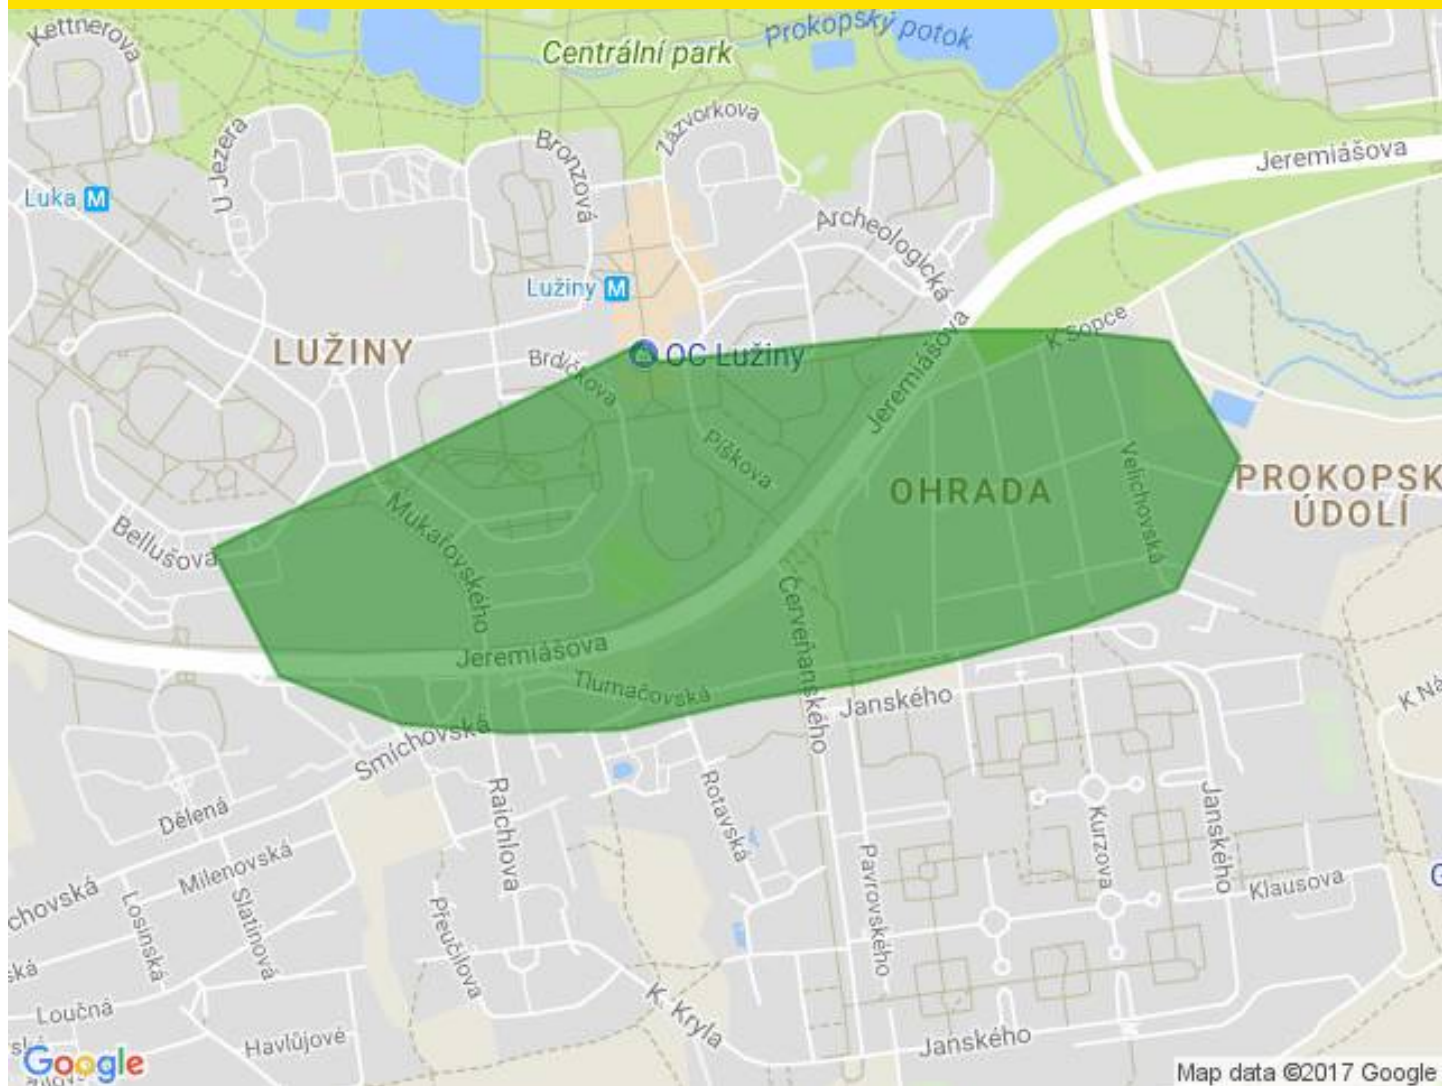 Kettnerova
Centrální park
Prokopský potok
U Jezera
Bronzová
Zázvorkova
Jeremiášova
Luka M
Archeologická
Lužiny M
LUŽINY
Brdičkova
OC Lužiny
Jeremiášova
K Sopce
Píškova
OHRADA
Velichovská
PROKOPSK
ÚDOLÍ
Bellušova
Mukařovského
Červeňanského
Jeremiášova
Tlumačovská
Janského
K Ná
Smíchovská
Dělená
Raichlova
Rotavská
Kurzova
Janského
Milenovská
Pavrovského
Klausova
G
chovská
Losinská
Slatinová
Přeučilova
ská
Loučná
K. Kryla
Havlůjové
Janského
Google
Map data ©2017 Google